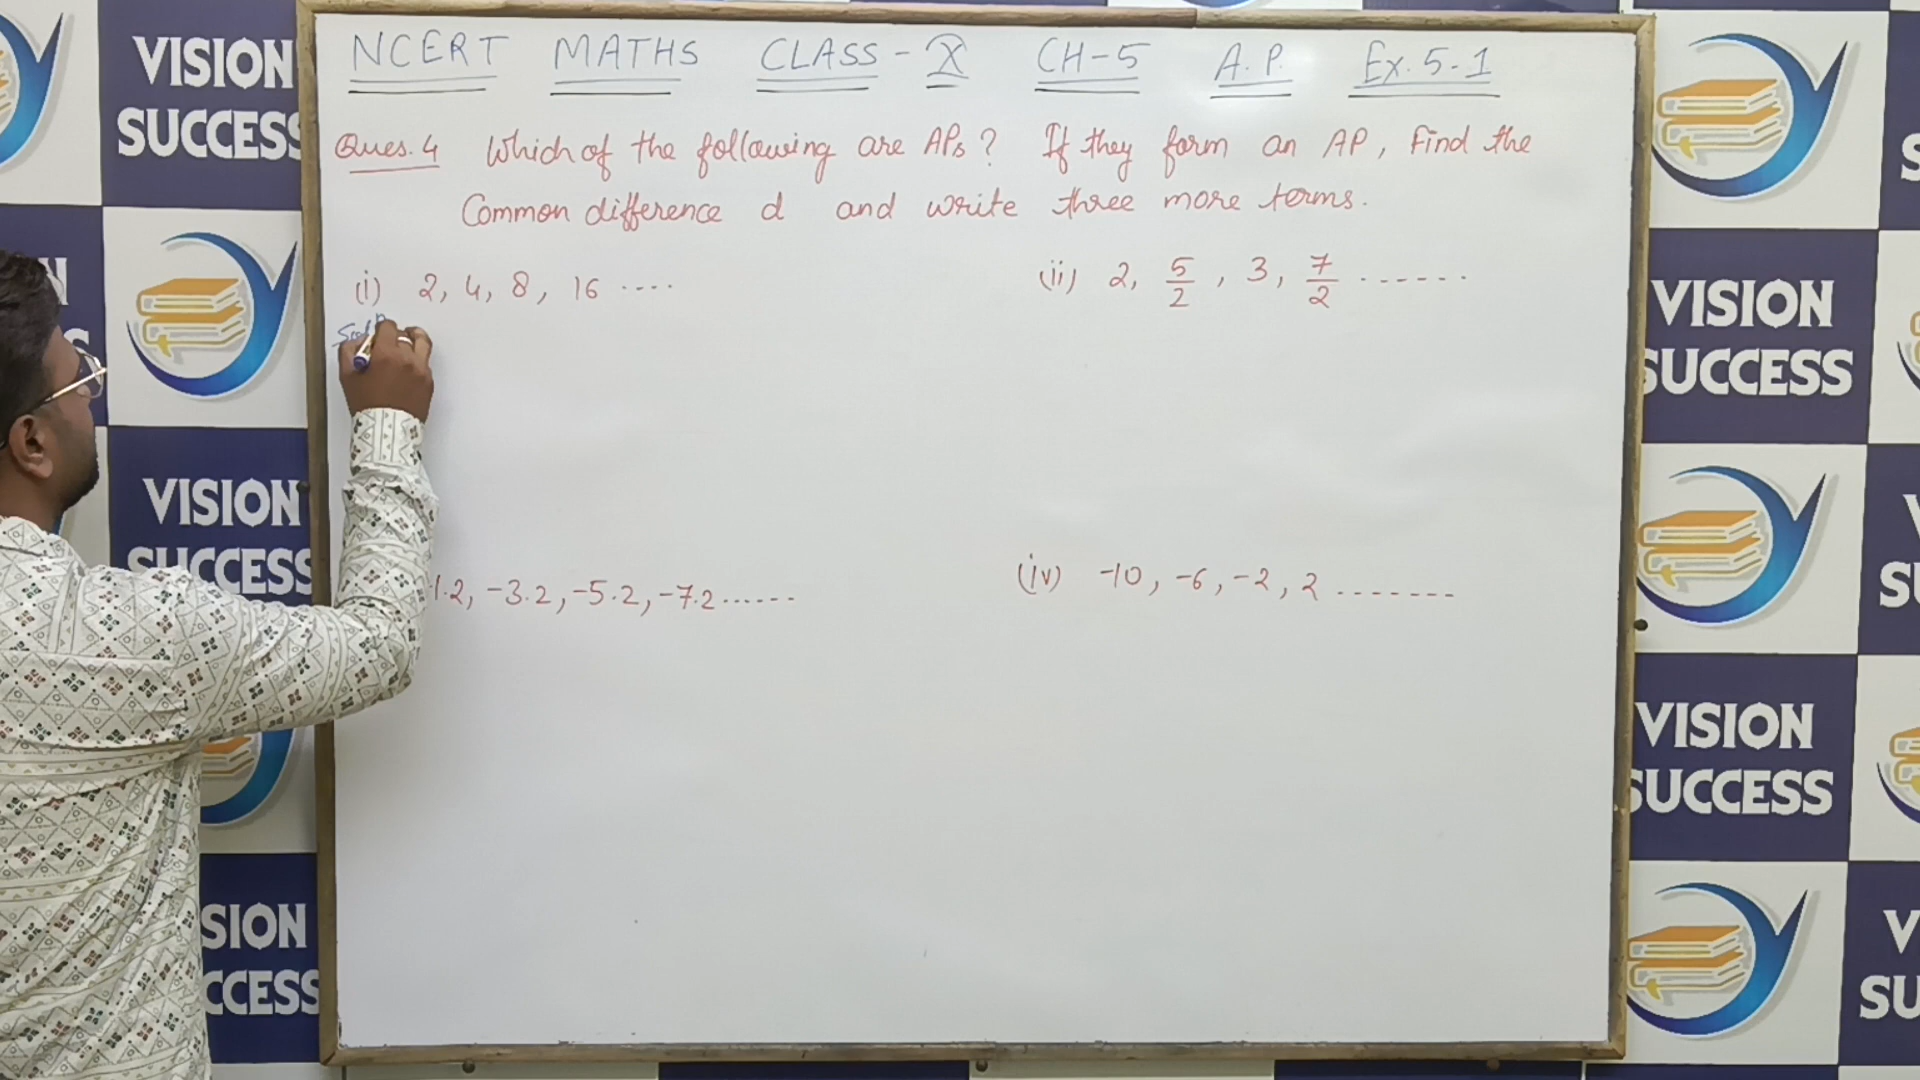 NCERT MATHS CLASS-X CH-5 A.P. Ex. 5.1
Ques. 4 Which of the following are APs? If they form an AP, Find the
Common difference d and write three more terms.
(i) 2, 4, 8, 16 ....
(ii) 2, 5/2, 3, 7/2 ......
Sol
1.2, -3.2, -5.2, -7.2 ......
(iv) -10, -6, -2, 2 .......
VISION
SUCCESS
VISION
SUCCESS
SION
CCESS
VISION
SUCCESS
VISION
SUCCESS